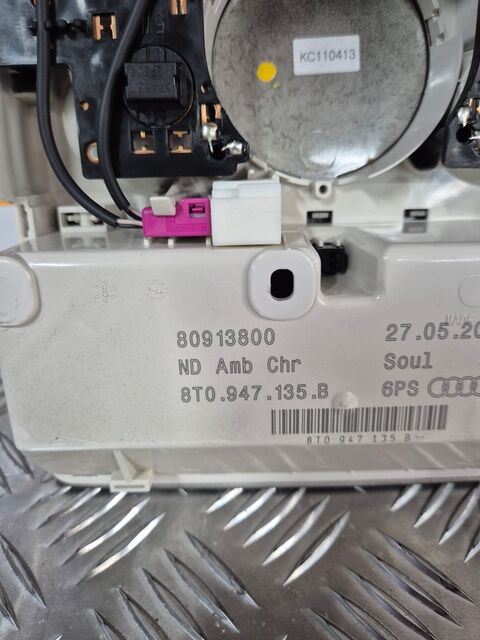 KC110413
80913800
27.05.20
ND Amb Chr
Soul
8T0.947.135.B
6PS
8T0 947 135 B